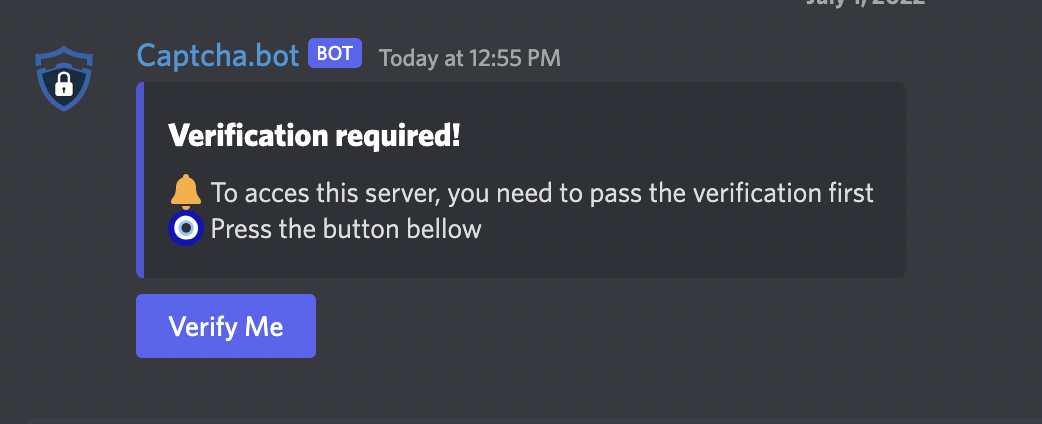 July 1, 2022
Captcha.bot BOT Today at 12:55 PM
Verification required!
To acces this server, you need to pass the verification first
Press the button bellow
Verify Me